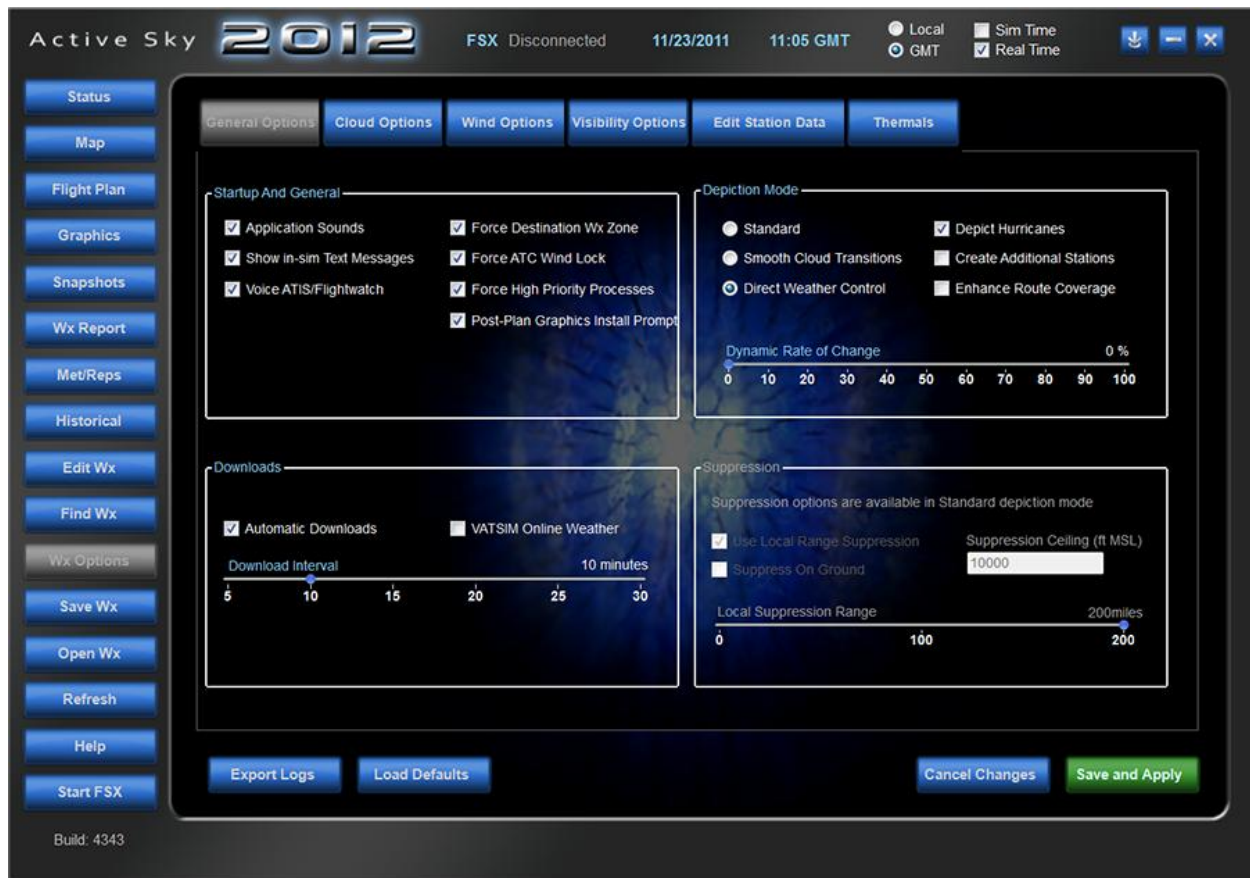 Active Sky 2012 FSX Disconnected 11/23/2011 11:05 GMT Local Sim Time
GMT Real Time
Status
Map
Flight Plan
Graphics
Snapshots
Wx Report
Met/Reps
Historical
Edit Wx
Find Wx
Wx Options
Save Wx
Open Wx
Refresh
Help
Start FSX
Build: 4343
General Options Cloud Options Wind Options Visibility Options Edit Station Data Thermals
Startup And General
Application Sounds Force Destination Wx Zone
Show in-sim Text Messages Force ATC Wind Lock
Voice ATIS/Flightwatch Force High Priority Processes
Post-Plan Graphics Install Prompt
Depiction Mode
Standard Depict Hurricanes
Smooth Cloud Transitions Create Additional Stations
Direct Weather Control Enhance Route Coverage
Dynamic Rate of Change 0 %
0 10 20 30 40 50 60 70 80 90 100
Downloads
Automatic Downloads VATSIM Online Weather
Download Interval 10 minutes
5 10 15 20 25 30
Suppression
Suppression options are available in Standard depiction mode
Use Local Range Suppression Suppression Ceiling (ft MSL)
Suppress On Ground 10000
Local Suppression Range 200miles
0 100 200
Export Logs Load Defaults Cancel Changes Save and Apply